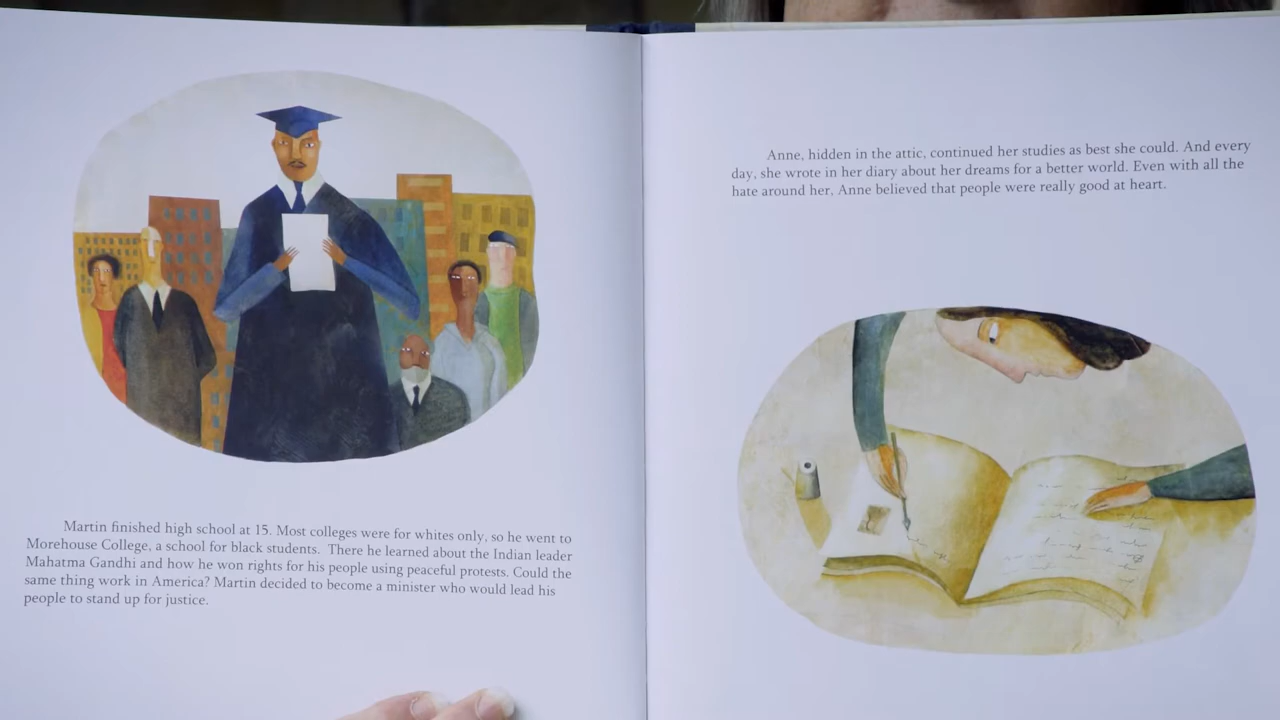 Martin finished high school at 15. Most colleges were for whites only, so he went to
Morehouse College, a school for black students. There he learned about the Indian leader
Mahatma Gandhi and how he won rights for his people using peaceful protests. Could the
same thing work in America? Martin decided to become a minister who would lead his
people to stand up for justice.
Anne, hidden in the attic, continued her studies as best she could. And every
day, she wrote in her diary about her dreams for a better world. Even with all the
hate around her, Anne believed that people were really good at heart.